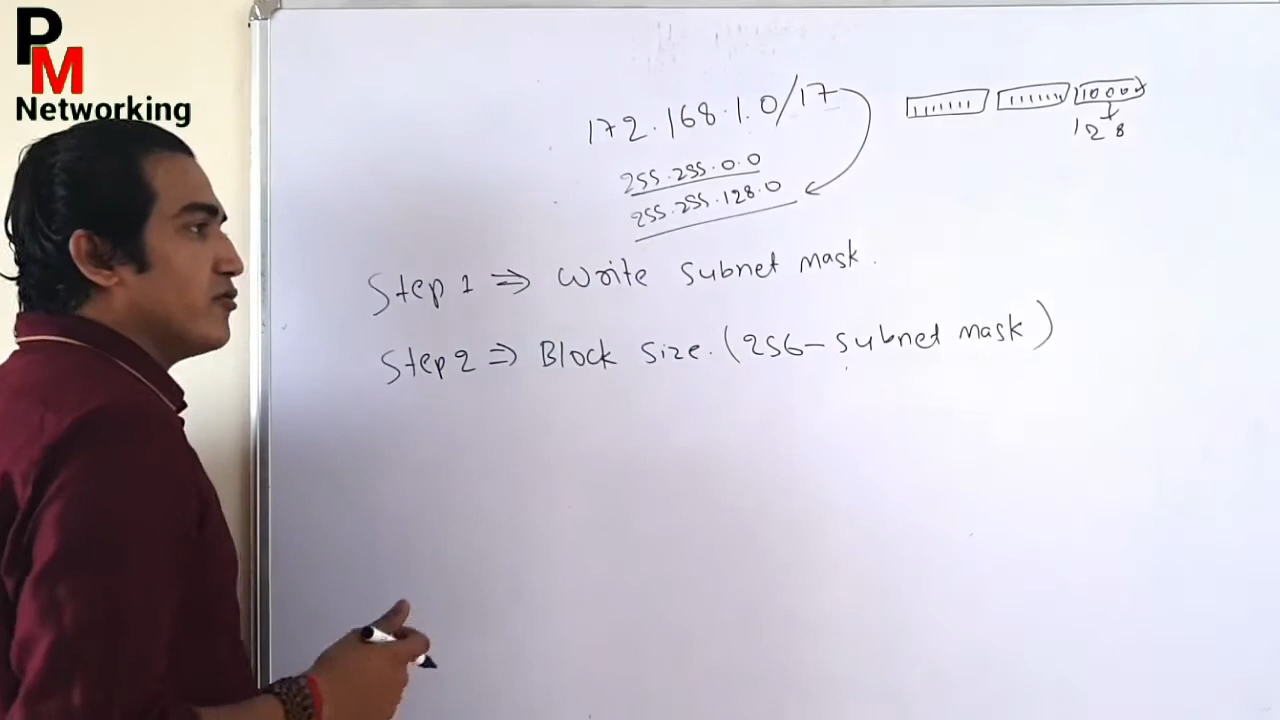 PM
Networking
172.168.1.0/17
255.255.0.0
255.255.128.0
1000
128
Step 1 ⇒ Write Subnet mask.
Step 2 ⇒ Block Size. (256 - Subnet mask)